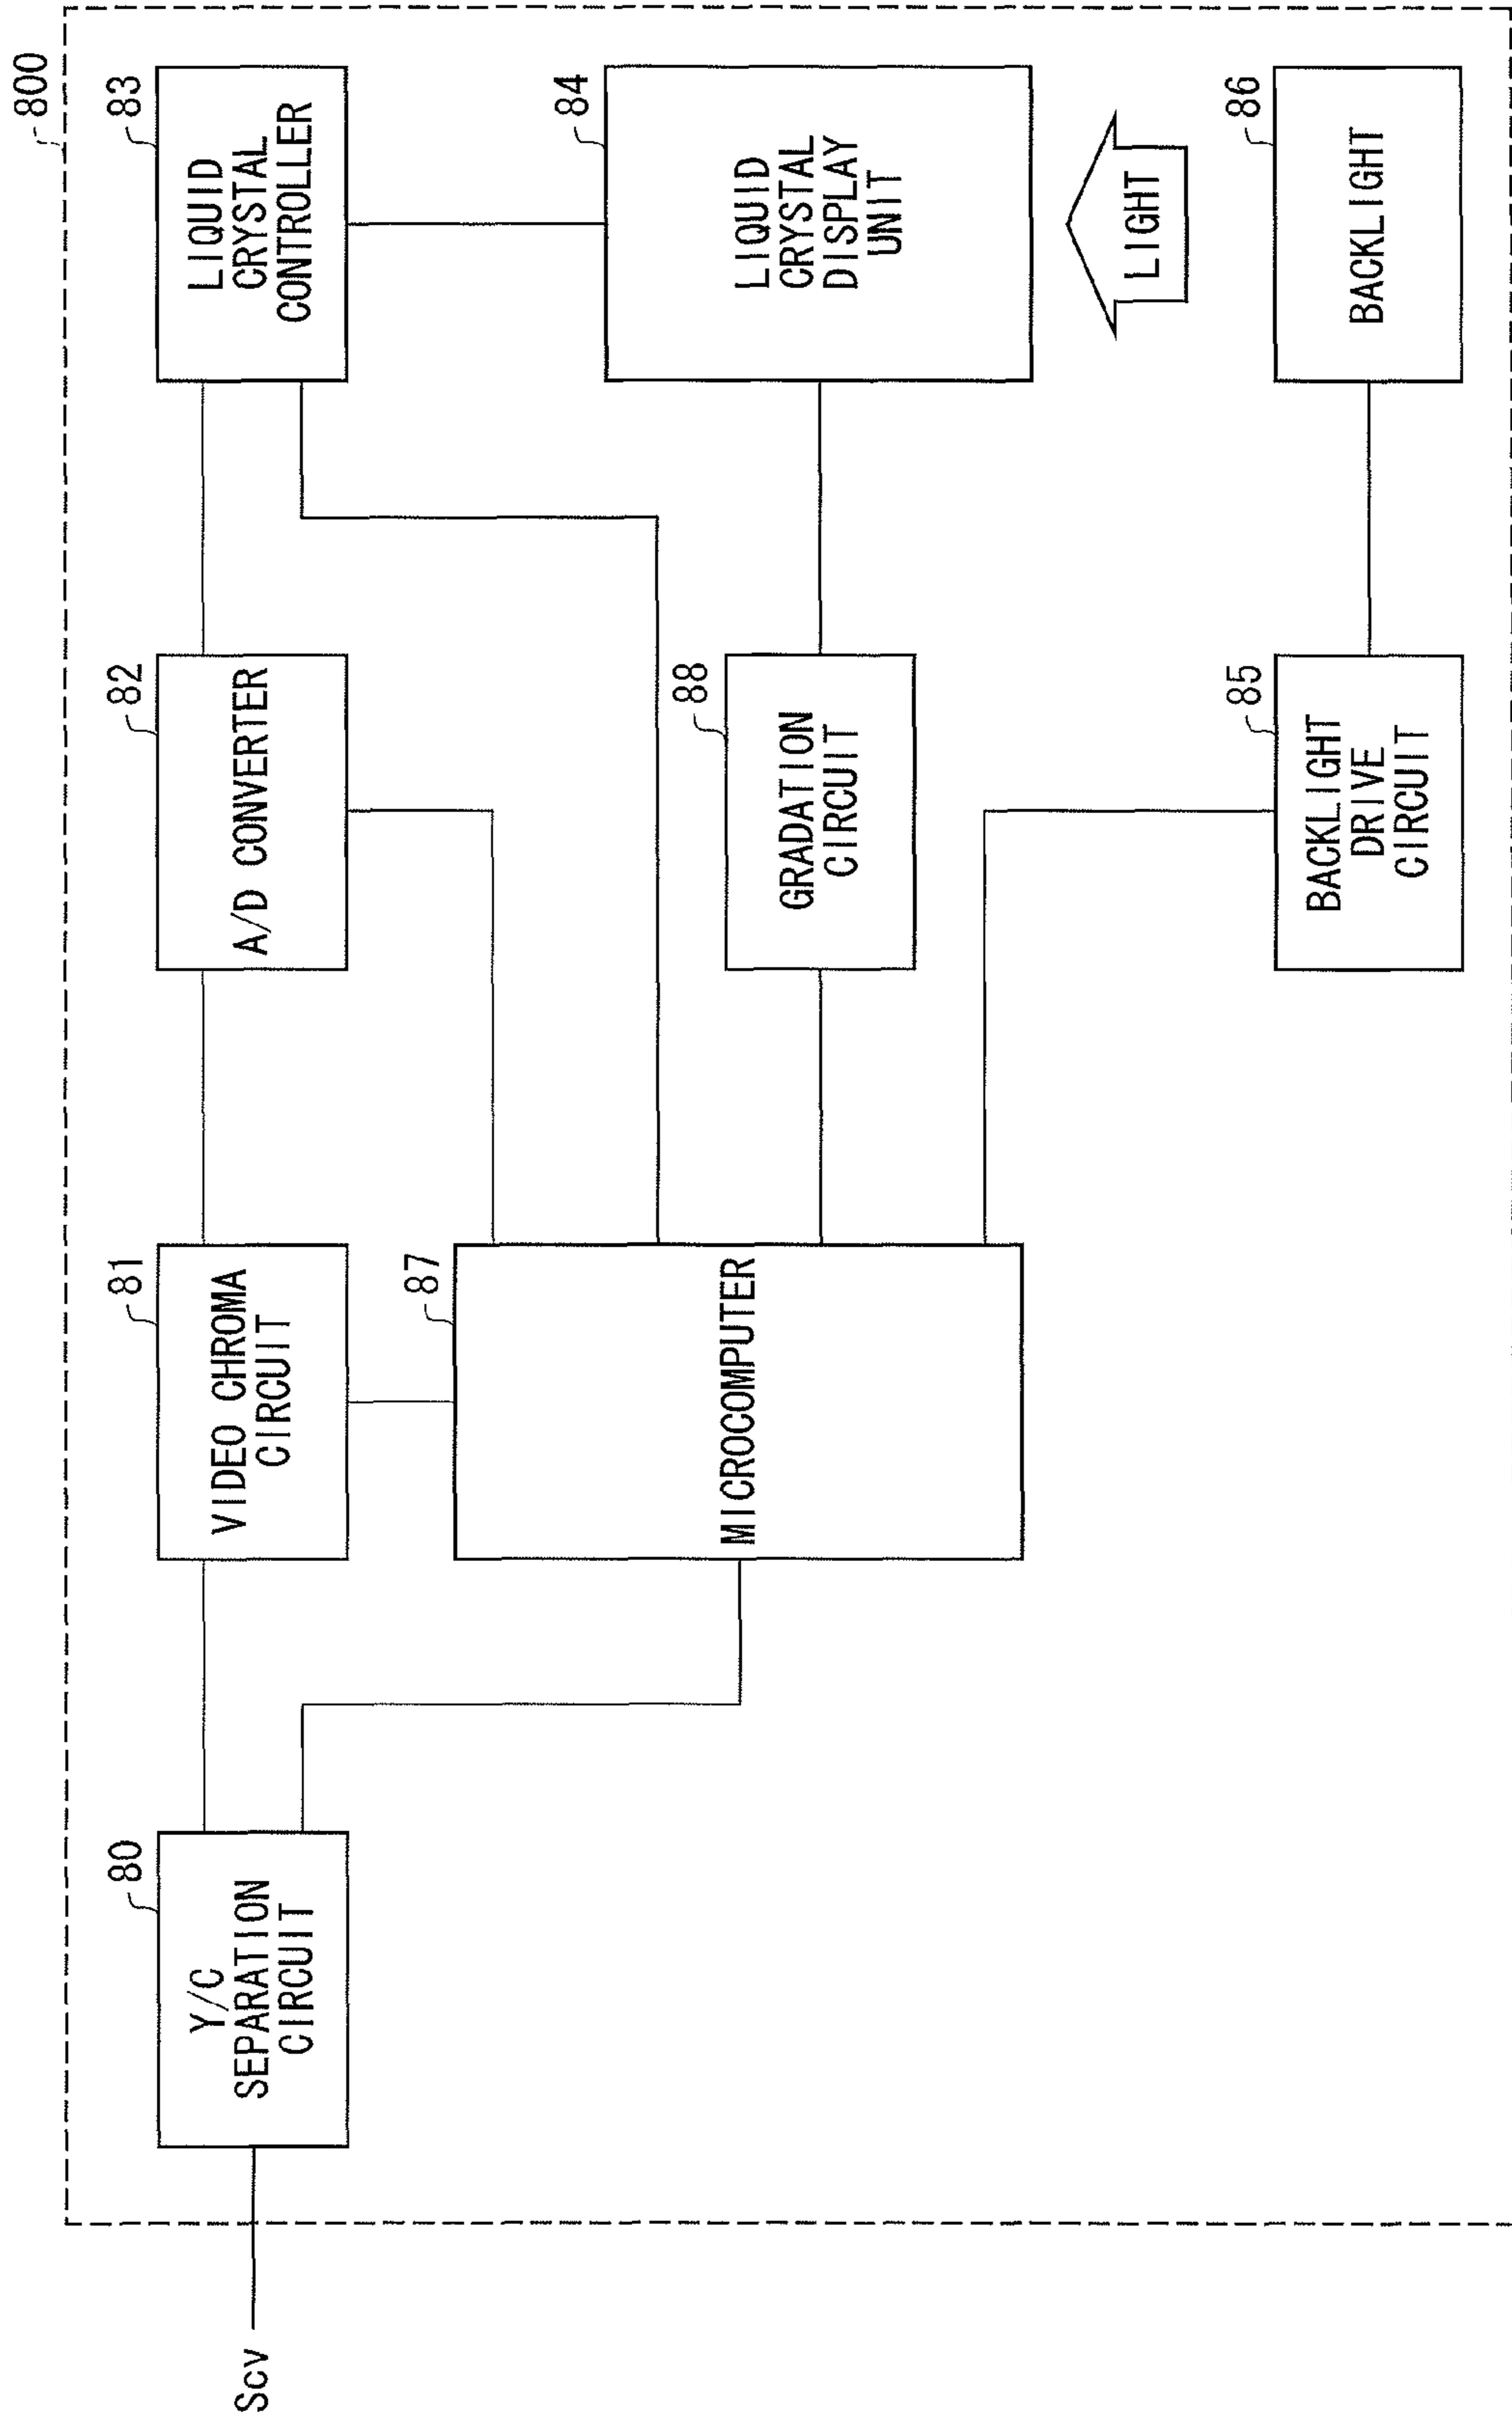 800
80
Y/C
SEPARATION
CIRCUIT
81
VIDEO CHROMA
CIRCUIT
82
A/D CONVERTER
83
LIQUID
CRYSTAL
CONTROLLER
Scv
87
MICROCOMPUTER
88
GRADATION
CIRCUIT
84
LIQUID
CRYSTAL
DISPLAY
UNIT
LIGHT
85
BACKLIGHT
DRIVE
CIRCUIT
86
BACKLIGHT